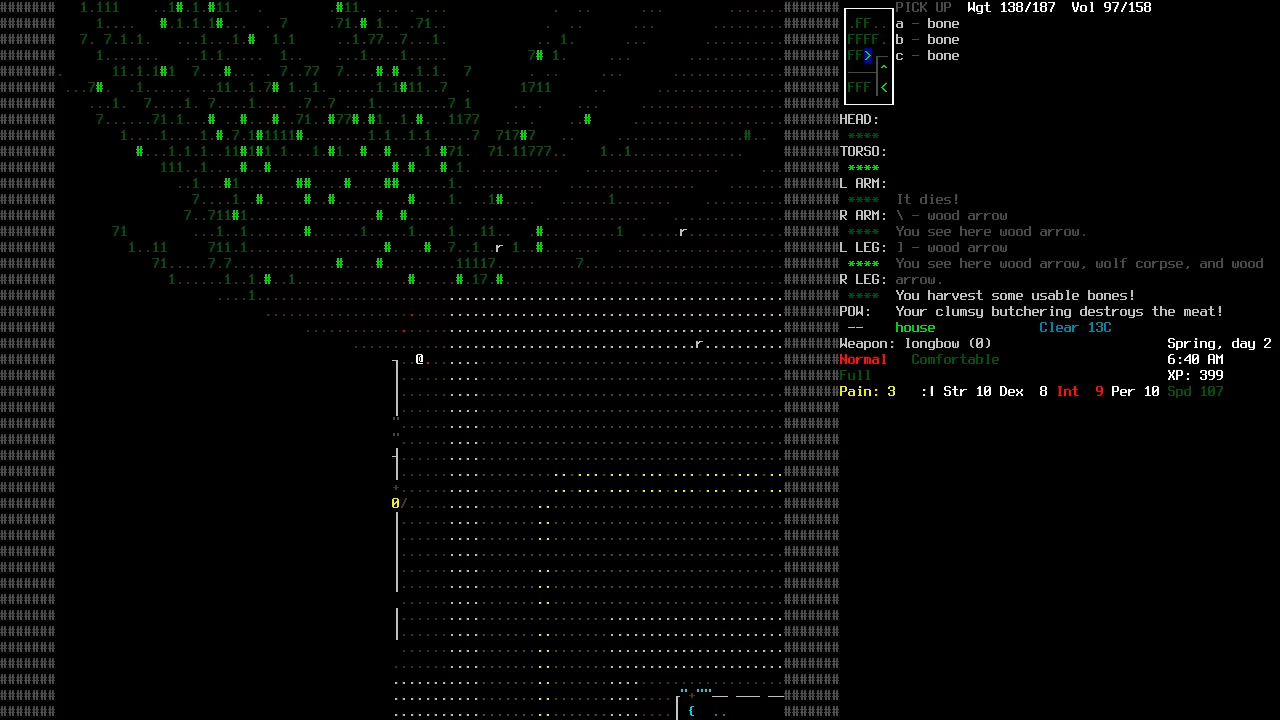 PICK UP Wgt 138/187 Vol 97/158
a - bone
b - bone
c - bone
HEAD:
****
TORSO:
****
L ARM:
**** It dies!
R ARM: \ - wood arrow
**** You see here wood arrow.
L LEG: ] - wood arrow
**** You see here wood arrow, wolf corpse, and wood
R LEG: arrow.
**** You harvest some usable bones!
POW: Your clumsy butchering destroys the meat!
-- house Clear 13C
Weapon: longbow (0) Spring, day 2
Normal Comfortable 6:40 AM
Full XP: 399
Pain: 3 :| Str 10 Dex 8 Int 9 Per 10 Spd 107